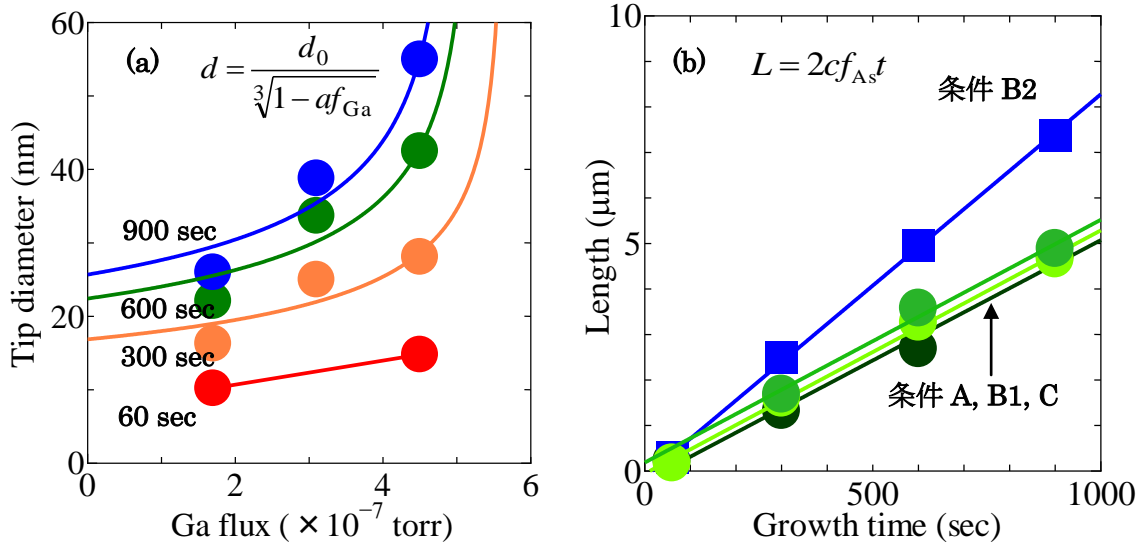 (a)
d = d₀ / ∛(1 − af_Ga)
60
40
20
0
Tip diameter (nm)
900 sec
600 sec
300 sec
60 sec
0 2 4 6
Ga flux ( × 10⁻⁷ torr)
(b)
L = 2cf_As t
条件 B2
10
5
0
Length (μm)
条件 A, B1, C
0 500 1000
Growth time (sec)